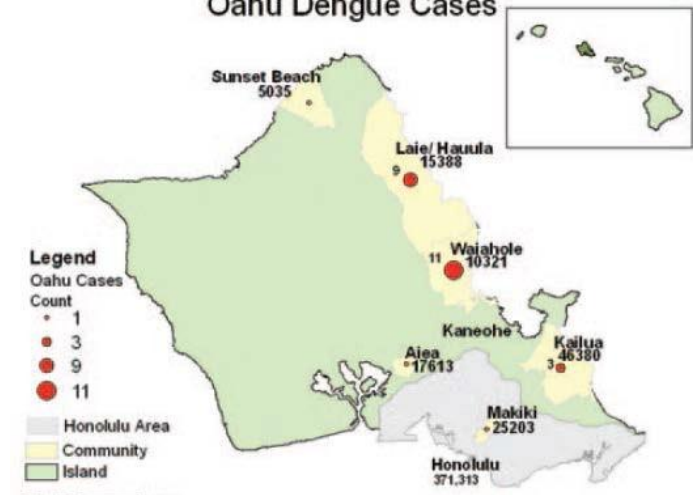 Oahu Dengue Cases
Sunset Beach
5035
Laie/ Hauula
9 15388
Waiahole
11 10321
Kaneohe
Kailua
46380
3
Aiea
17613
Makiki
25203
Honolulu
371,313
Legend
Oahu Cases
Count
1
3
9
11
Honolulu Area
Community
Island